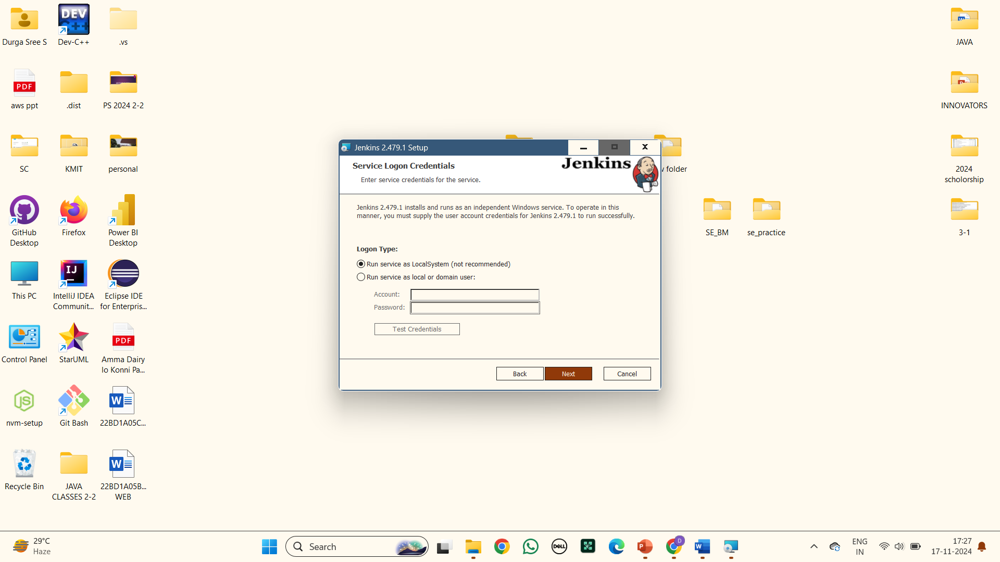 Durga Sree S
Dev-C++
.vs
JAVA
aws ppt
.dist
PS 2024 2-2
INNOVATORS
SC
KMIT
personal
2024
scholorship
GitHub
Desktop
Firefox
Power BI
Desktop
SE_BM
se_practice
3-1
This PC
IntelliJ IDEA
Communit...
Eclipse IDE
for Enterpris...
Control Panel
StarUML
Amma Dairy
lo Konni Pa...
nvm-setup
Git Bash
22BD1A05C...
Recycle Bin
JAVA
CLASSES 2-2
22BD1A05B...
WEB
DEV
C++
PDF
IJ
PDF
JS
W
W
folder
Jenkins 2.479.1 Setup
Service Logon Credentials
Enter service credentials for the service.
Jenkins
Jenkins 2.479.1 installs and runs as an independent Windows service. To operate in this
manner, you must supply the user account credentials for Jenkins 2.479.1 to run successfully.
Logon Type:
Run service as LocalSystem (not recommended)
Run service as local or domain user:
Account:
Password:
Test Credentials
Back
Next
Cancel
29°C
Haze
Search
DELL
P
D
W
ENG
IN
17:27
17-11-2024